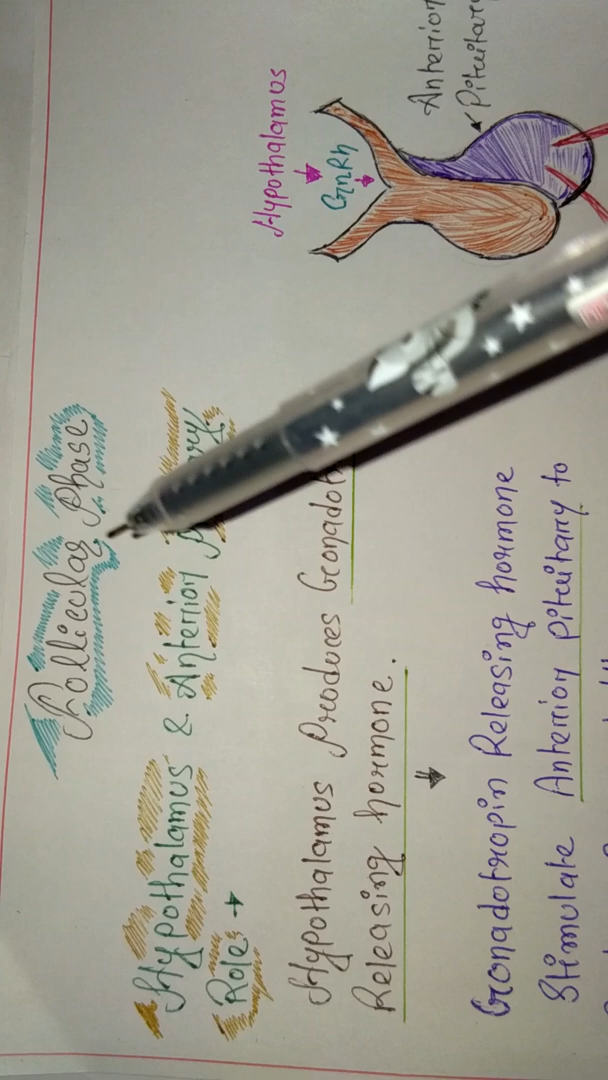 Follicular Phase
Hypothalamus & Anterior
Role →
Hypothalamus Produces Gonadot
Releasing hormone.
Gonadotropin Releasing hormone
Stimulate Anterior pituitary to
Hypothalamus
GnRh
Anterior
Pituitary